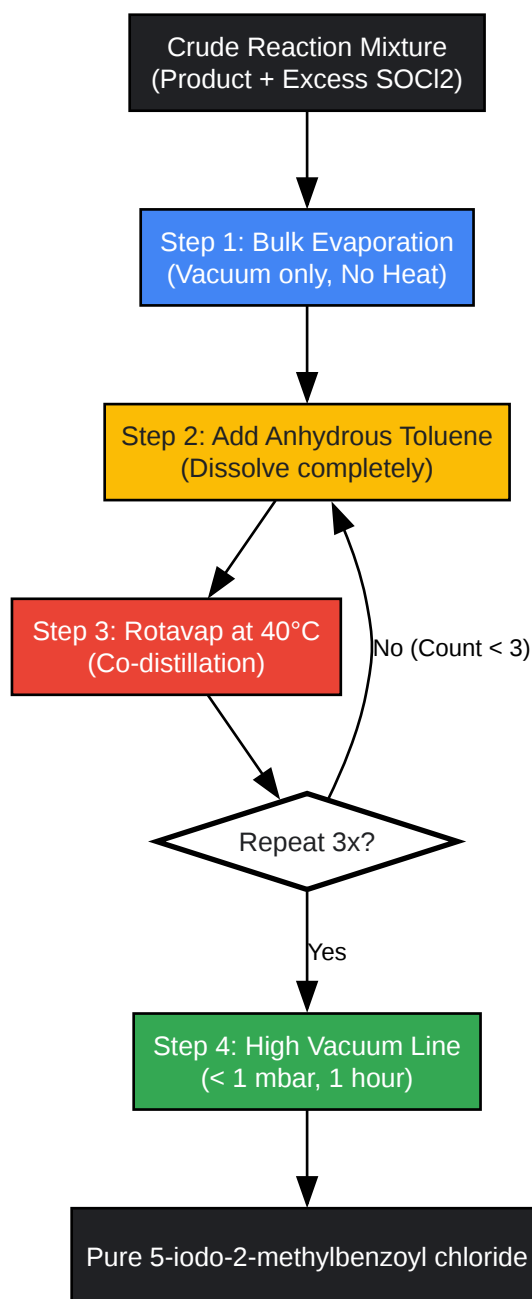 Crude Reaction Mixture
(Product + Excess SOCl2)
Step 1: Bulk Evaporation
(Vacuum only, No Heat)
Step 2: Add Anhydrous Toluene
(Dissolve completely)
Step 3: Rotavap at 40°C
(Co-distillation)
No (Count < 3)
Repeat 3x?
Yes
Step 4: High Vacuum Line
(< 1 mbar, 1 hour)
Pure 5-iodo-2-methylbenzoyl chloride